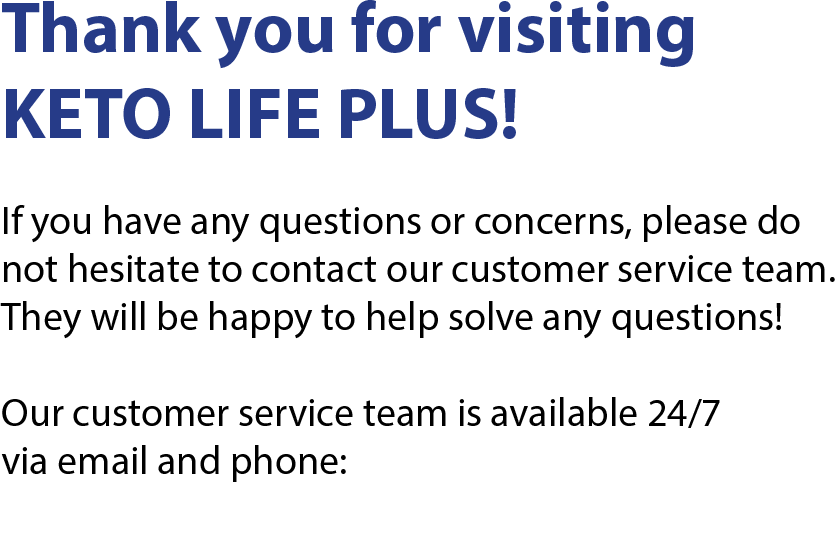 Thank you for visiting
KETO LIFE PLUS!
If you have any questions or concerns, please do
not hesitate to contact our customer service team.
They will be happy to help solve any questions!
Our customer service team is available 24/7
via email and phone: